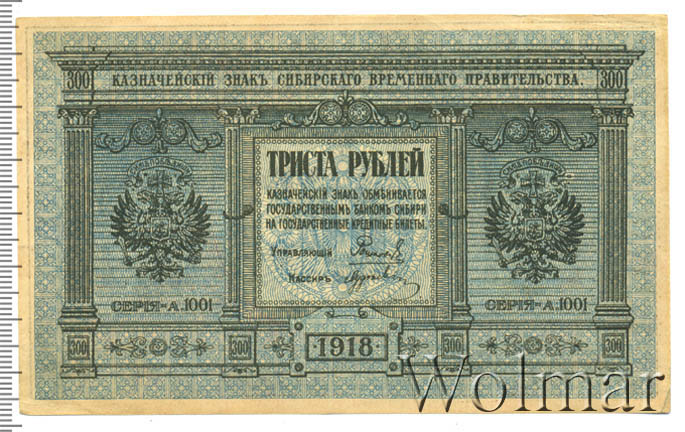 300 КАЗНАЧЕЙСКІЙ ЗНАКЪ СИБИРСКАГО ВРЕМЕННАГО ПРАВИТЕЛЬСТВА. 300
ТРИСТА РУБЛЕЙ
КАЗНАЧЕЙСКІЙ ЗНАКЪ ОБМѢНИВАЕТСЯ
ГОСУДАРСТВЕННЫМЪ БАНКОМЪ СИБИРИ
НА ГОСУДАРСТВЕННЫЕ КРЕДИТНЫЕ БИЛЕТЫ.
УПРАВЛЯЮЩІЙ
КАССИРЪ
СЕРІЯ-А.1001 СЕРІЯ-А.1001
300 300 1918 300 300
Wolmar